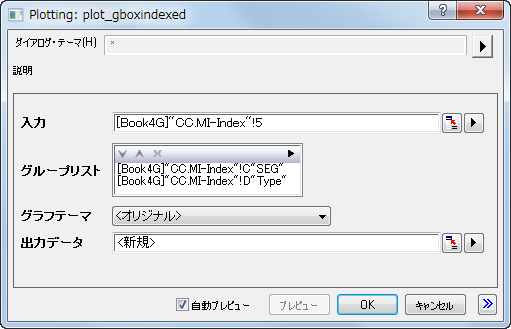 Plotting: plot_gboxindexed
ダイアログ・テーマ(H)
*
説明
入力
[Book4G]"CC.MI-Index"!5
グループリスト
[Book4G]"CC.MI-Index"!C"SEG"
[Book4G]"CC.MI-Index"!D"Type"
グラフテーマ
<オリジナル>
出力データ
<新規>
自動プレビュー
プレビュー
OK
キャンセル